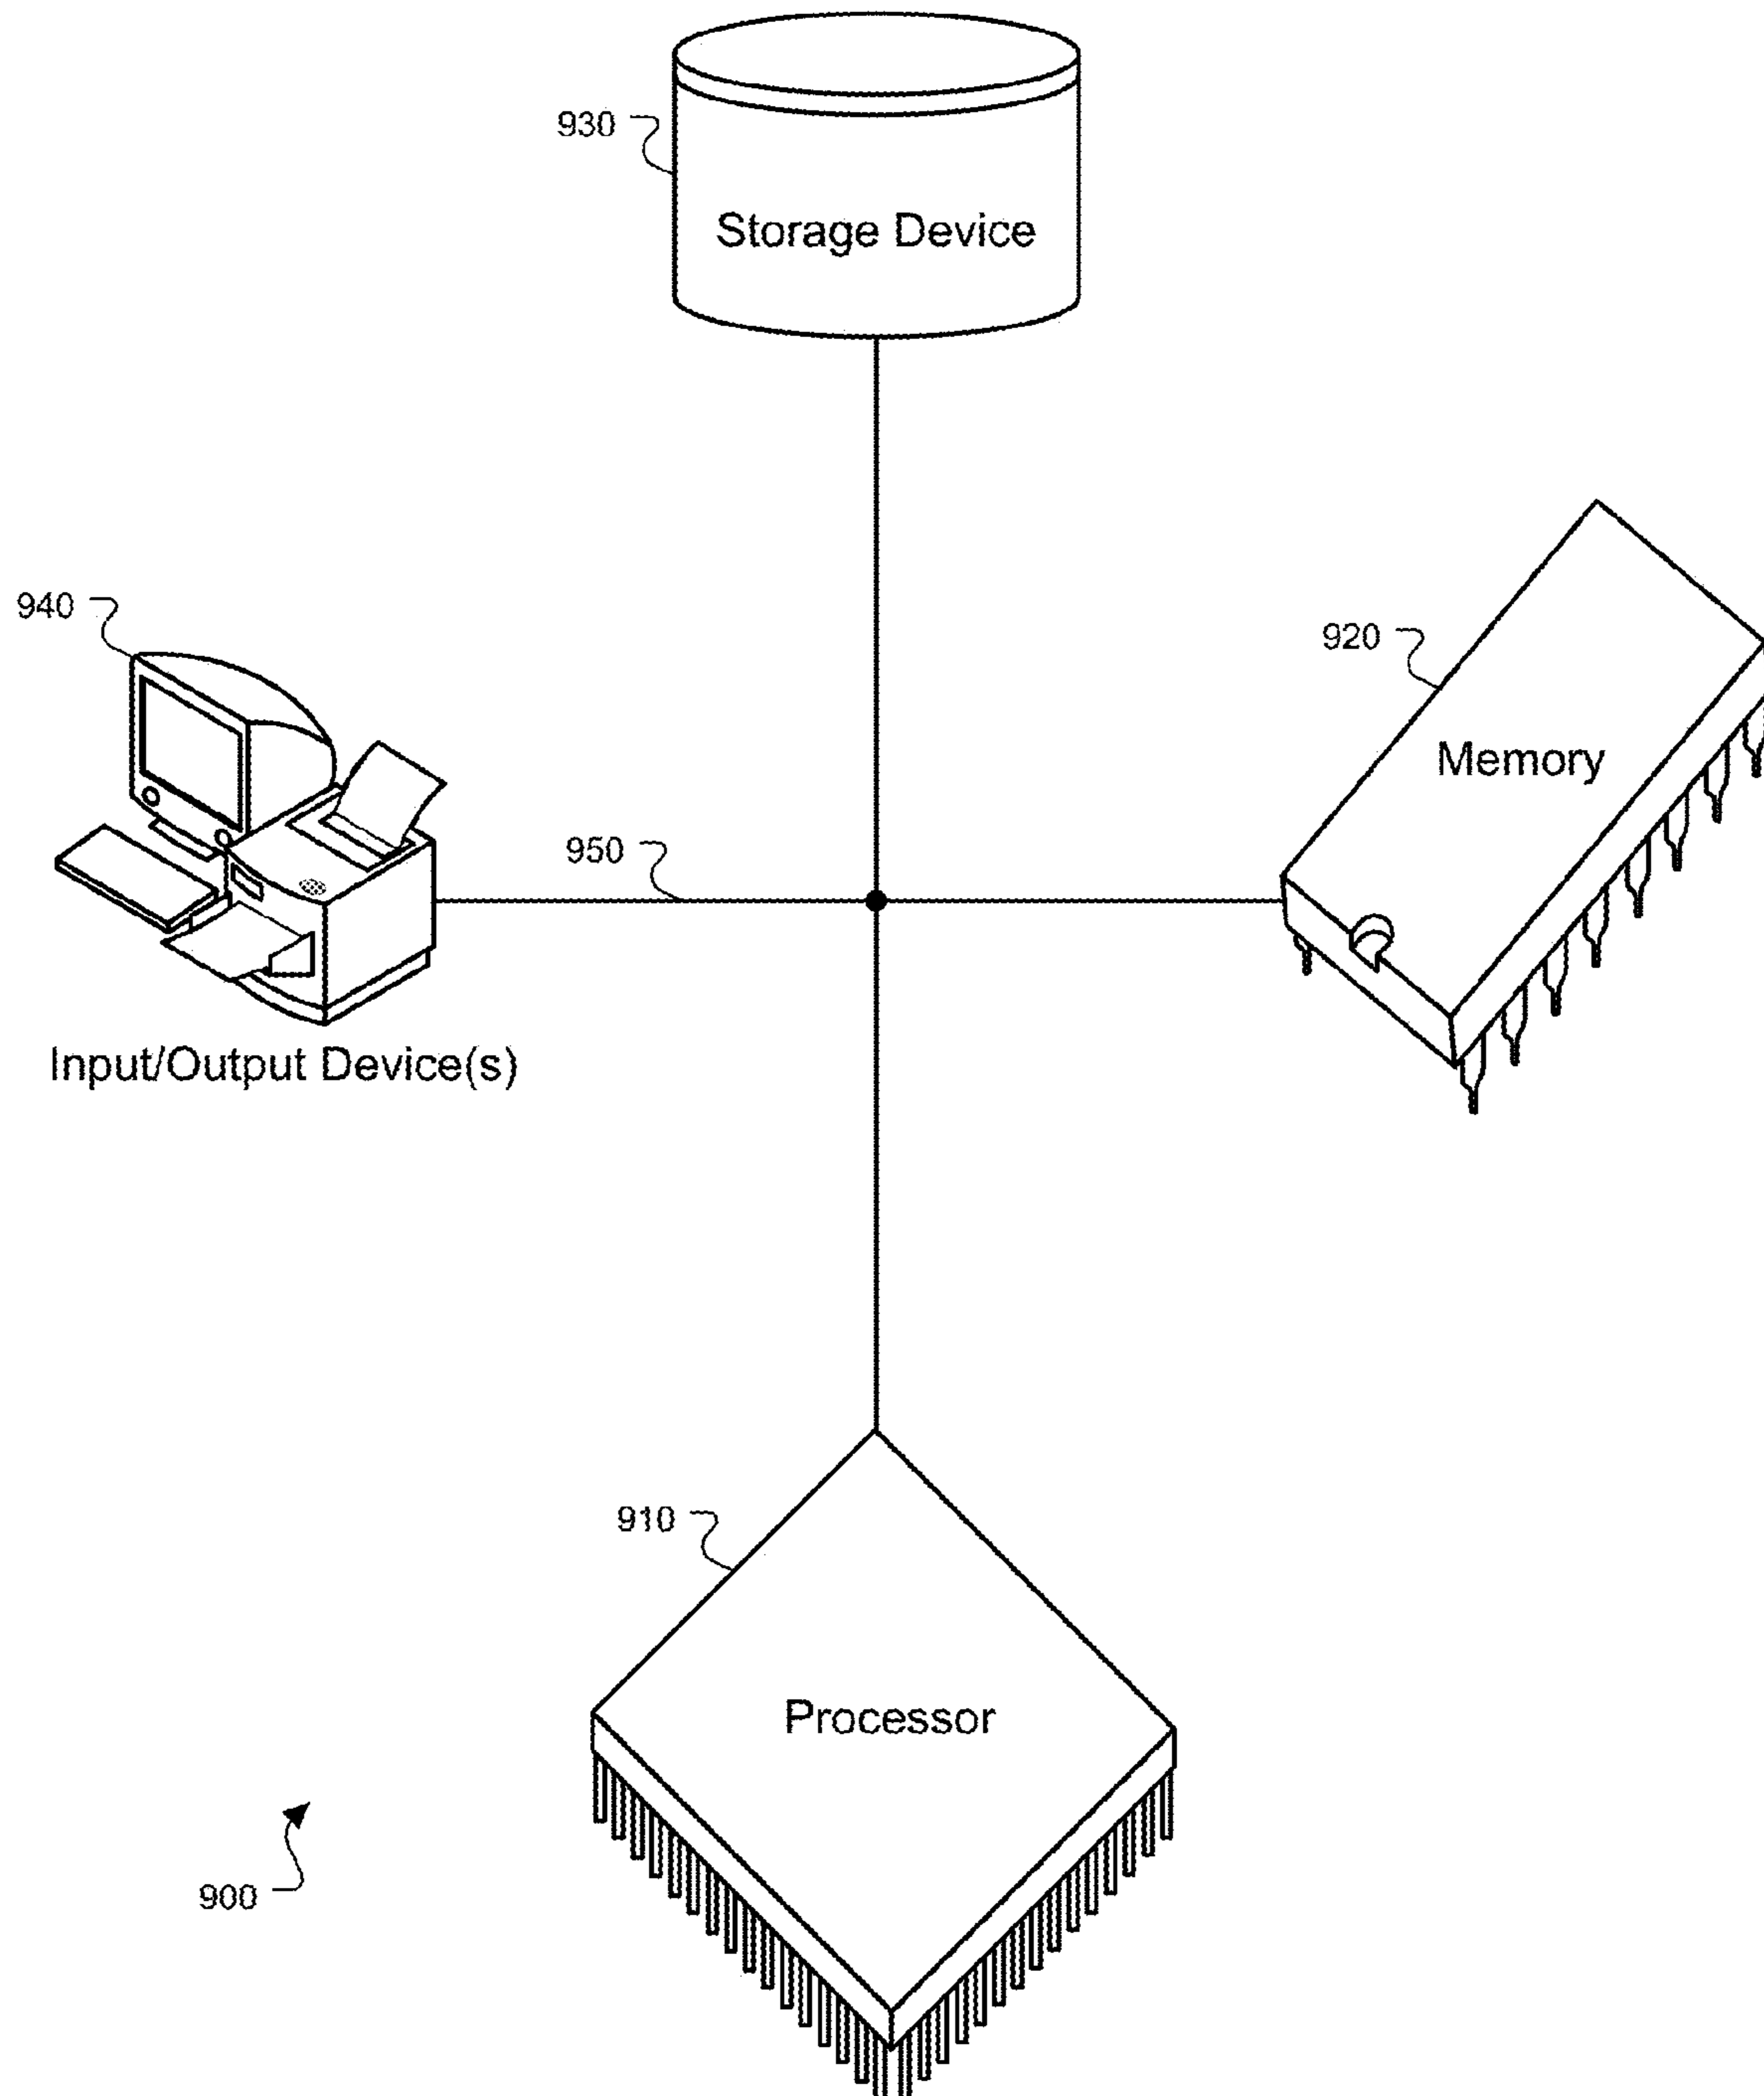 930
Storage Device
940
920
Memory
950
Input/Output Device(s)
910
Processor
900